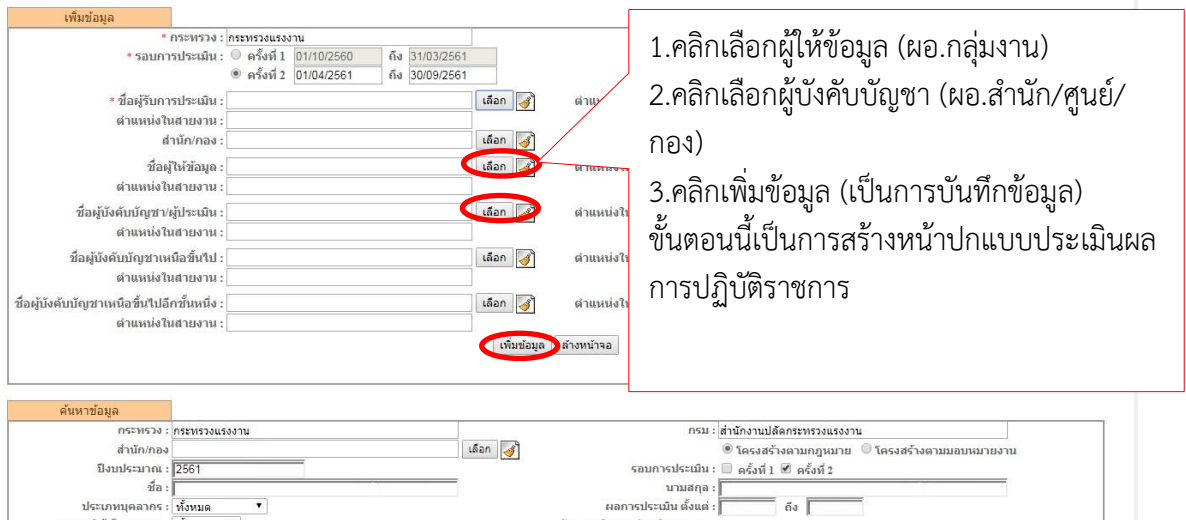 เพิ่มข้อมูล
* กระทรวง : กระทรวงแรงงาน
* รอบการประเมิน : ครั้งที่ 1 01/10/2560 ถึง 31/03/2561
ครั้งที่ 2 01/04/2561 ถึง 30/09/2561
* ชื่อผู้รับการประเมิน : เลือก
ตำแหน่งในสายงาน :
สำนัก/กอง : เลือก
ชื่อผู้ให้ข้อมูล : เลือก
ตำแหน่งในสายงาน :
ชื่อผู้บังคับบัญชา/ผู้ประเมิน : เลือก
ตำแหน่งในสายงาน :
ชื่อผู้บังคับบัญชาเหนือขึ้นไป : เลือก
ตำแหน่งในสายงาน :
ชื่อผู้บังคับบัญชาเหนือขึ้นไปอีกชั้นหนึ่ง : เลือก
ตำแหน่งในสายงาน :
เพิ่มข้อมูล ล้างหน้าจอ
1.คลิกเลือกผู้ให้ข้อมูล (ผอ.กลุ่มงาน)
2.คลิกเลือกผู้บังคับบัญชา (ผอ.สำนัก/ศูนย์/
กอง)
3.คลิกเพิ่มข้อมูล (เป็นการบันทึกข้อมูล)
ขั้นตอนนี้เป็นการสร้างหน้าปกแบบประเมินผล
การปฏิบัติราชการ
ค้นหาข้อมูล
กระทรวง : กระทรวงแรงงาน กรม : สำนักงานปลัดกระทรวงแรงงาน
สำนัก/กอง เลือก โครงสร้างตามกฎหมาย โครงสร้างตามมอบหมายงาน
ปีงบประมาณ : 2561 รอบการประเมิน : ครั้งที่ 1 ครั้งที่ 2
ชื่อ : นามสกุล :
ประเภทบุคลากร : ทั้งหมด ผลการประเมิน ตั้งแต่ : ถึง